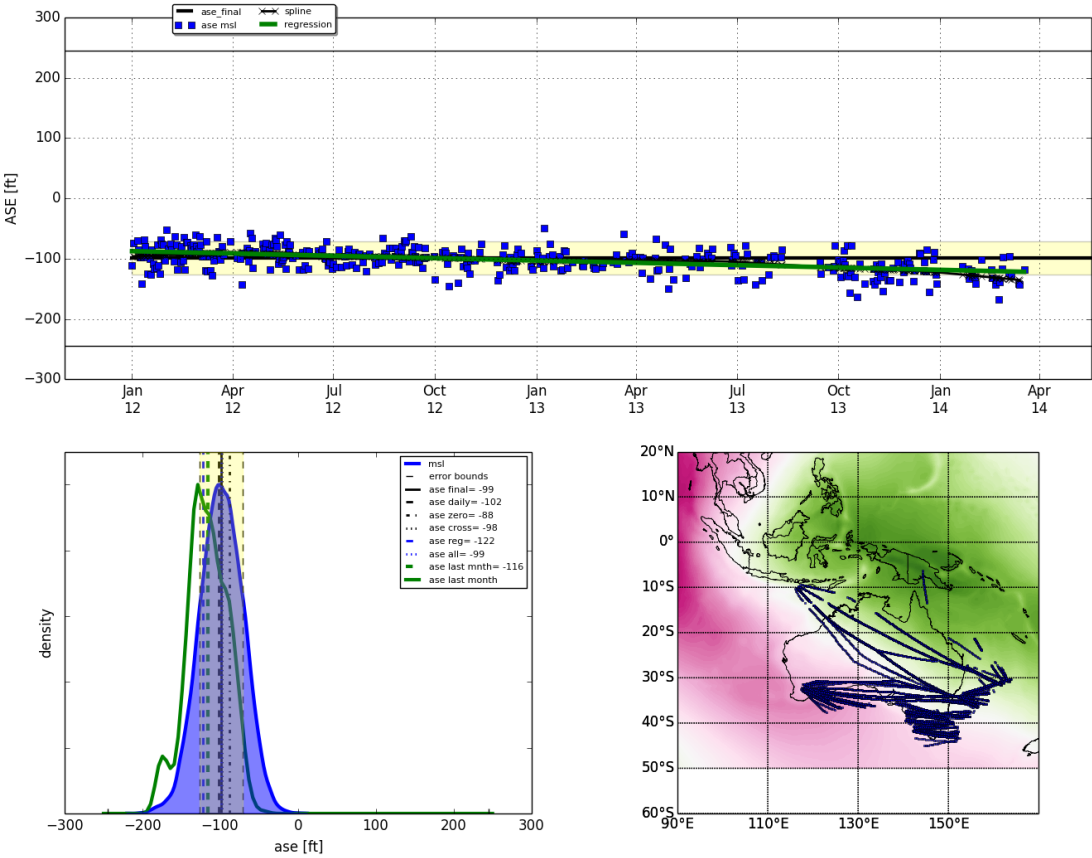 300
200
100
0
−100
−200
−300
ASE [ft]
ase_final
ase msl
spline
regression
Jan 12
Apr 12
Jul 12
Oct 12
Jan 13
Apr 13
Jul 13
Oct 13
Jan 14
Apr 14
density
msl
error bounds
ase final= -99
ase daily= -102
ase zero= -88
ase cross= -98
ase reg= -122
ase all= -99
ase last mnth= -116
ase last month
−300
−200
−100
0
100
200
300
ase [ft]
20°N
10°N
0°
10°S
20°S
30°S
40°S
50°S
60°S
90°E
110°E
130°E
150°E